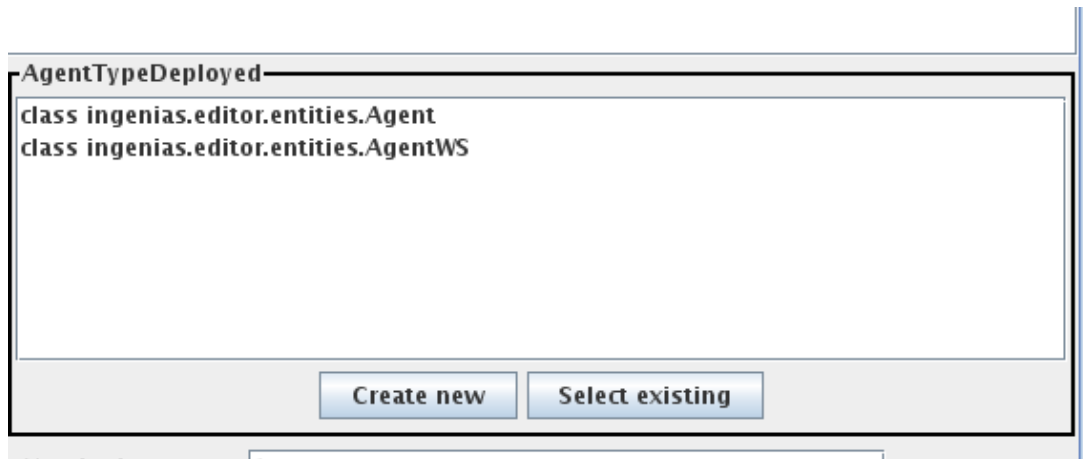 AgentTypeDeployed
class ingenias.editor.entities.Agent
class ingenias.editor.entities.AgentWS
Create new
Select existing